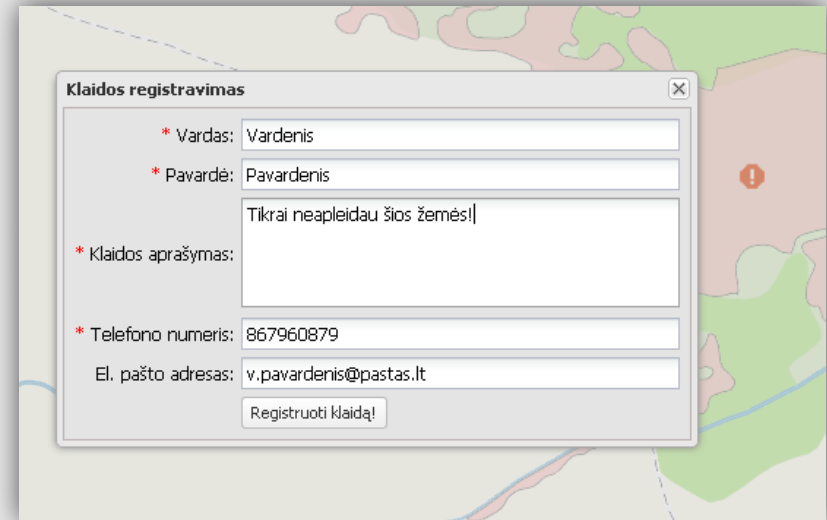 Klaidos registravimas
* Vardas: Vardenis
* Pavardė: Pavardenis
* Klaidos aprašymas: Tikrai neapleidau šios žemės!
* Telefono numeris: 867960879
El. pašto adresas: v.pavardenis@pastas.lt
Registruoti klaidą!